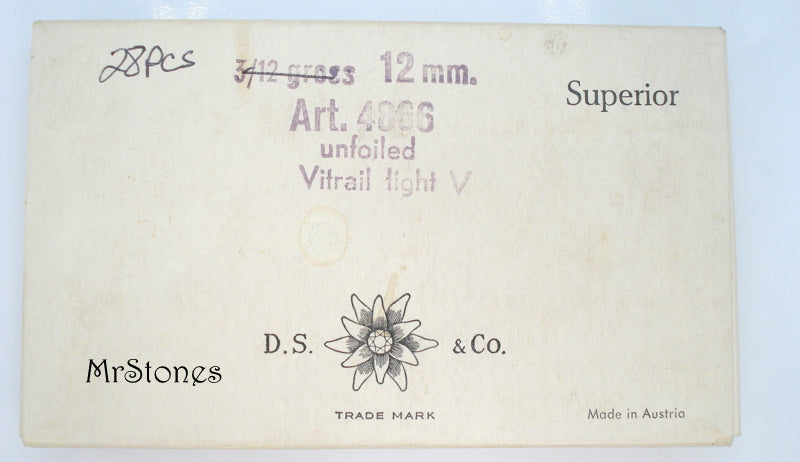 28PCS
3/12 gross 12 mm.
Superior
Art. 4866
unfoiled
Vitrail light V
D.S. & Co.
MrStones
TRADE MARK
Made in Austria